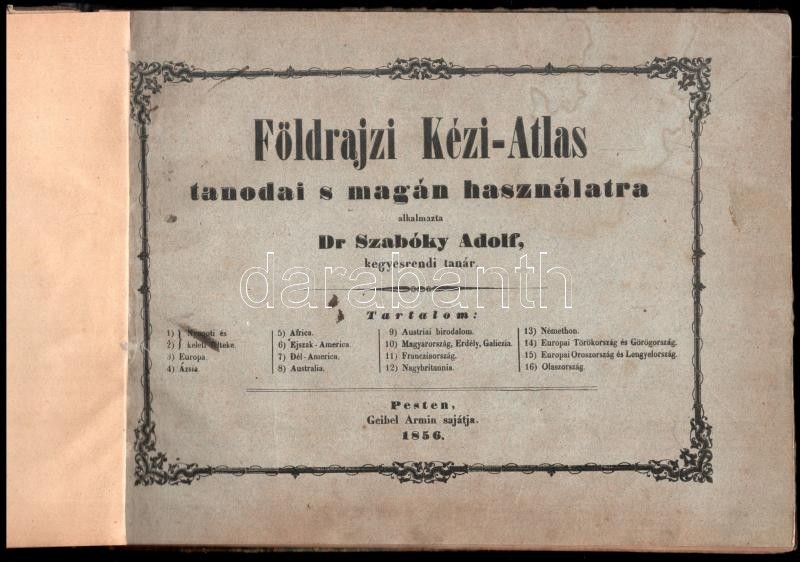 Földrajzi Kézi-Atlas
tanodai s magán használatra
alkalmazta
Dr Szabóky Adolf,
kegyesrendi tanár.
darabanth
Tartalom:
1) } Nyugoti és
2) } keleti félteke.
3) Europa.
4) Ázsia.
5) Africa.
6) Éjszak-America.
7) Dél-America.
8) Australia.
9) Austriai birodalom.
10) Magyarország, Erdély, Galiczia.
11) Francziaország.
12) Nagybritannia.
13) Némethon.
14) Europai Törökország és Görögország.
15) Europai Oroszország és Lengyelország.
16) Olaszország.
Pesten,
Geibel Armin sajátja.
1856.